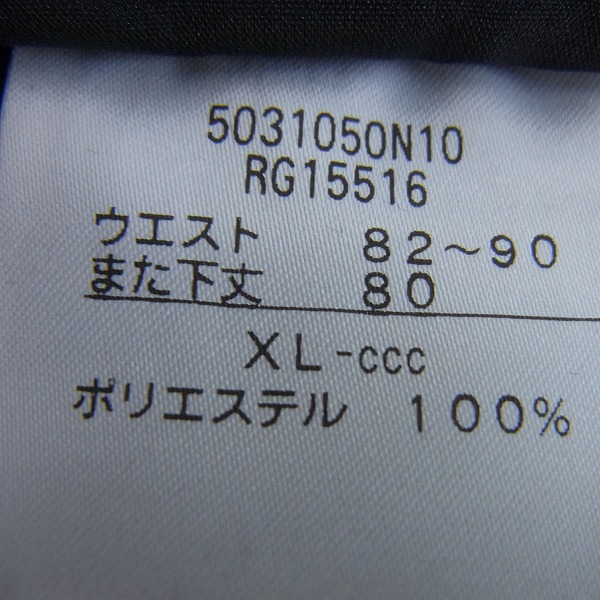 5031050N10
RG15516
ウエスト 82〜90
また下丈 80
XL-ccc
ポリエステル 100%